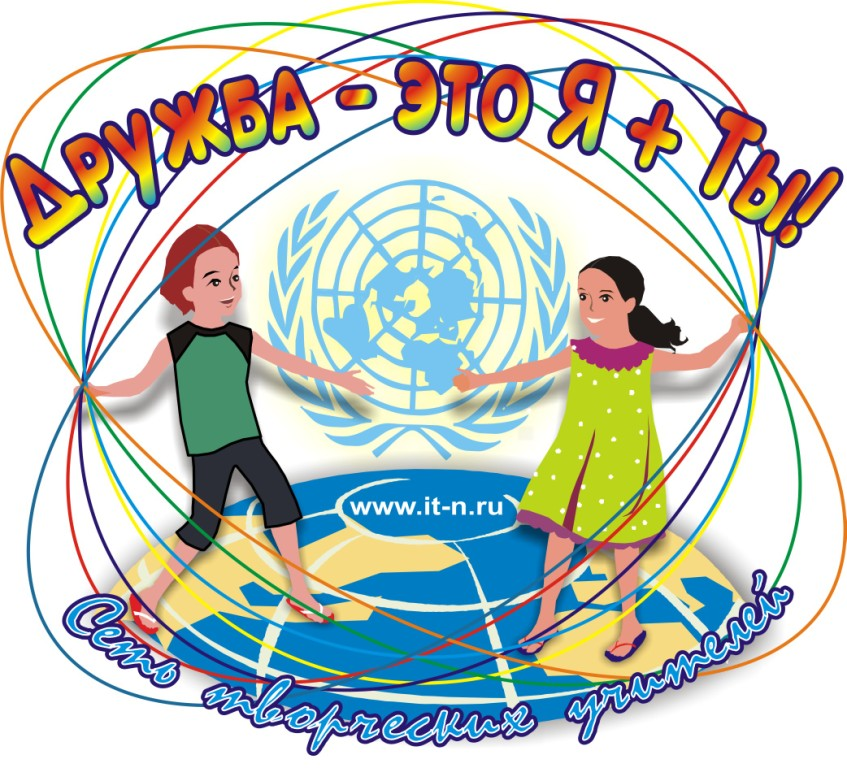 Дружба - это Я + Ты!
www.it-n.ru
Сеть творческих учителей